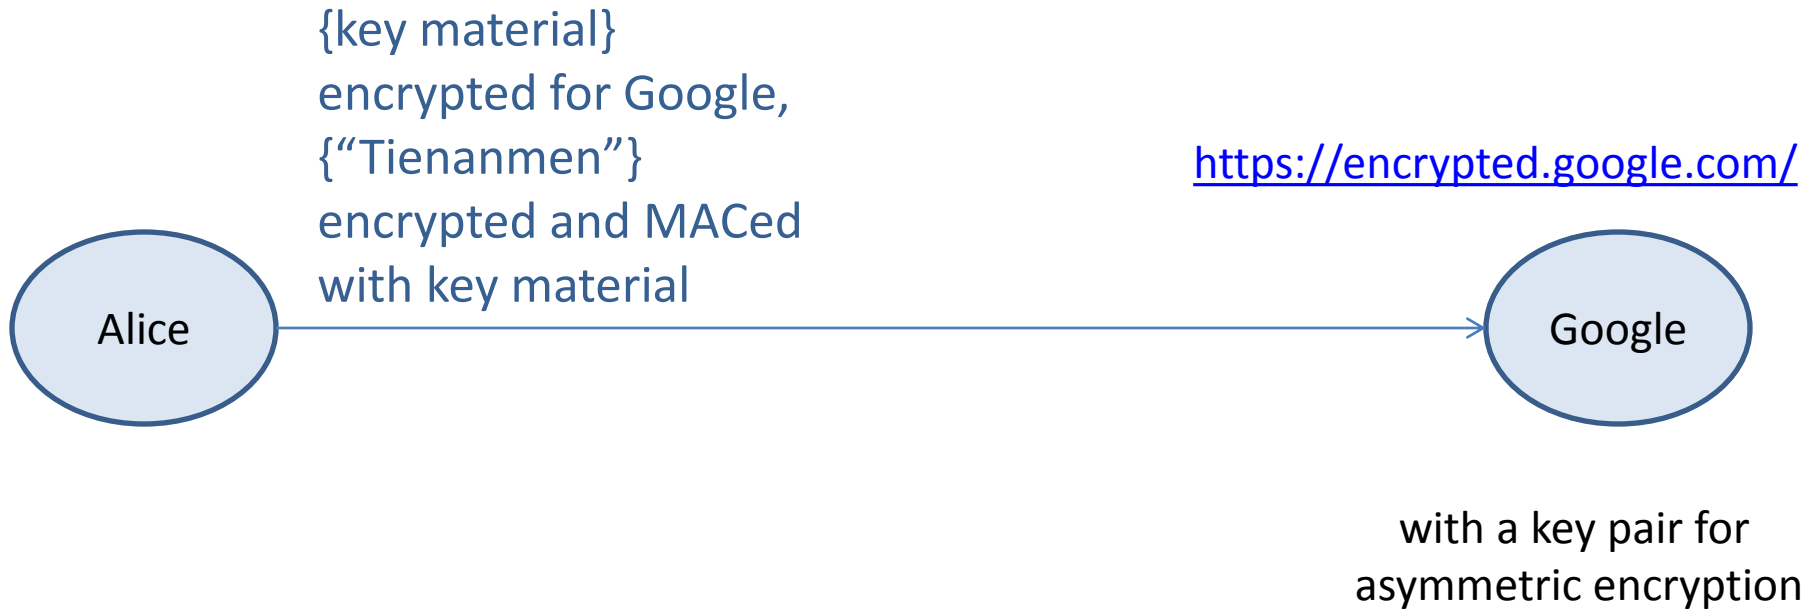 {key material}
encrypted for Google,
{“Tienanmen”}
encrypted and MACed
with key material
https://encrypted.google.com/
Alice
Google
with a key pair for
asymmetric encryption